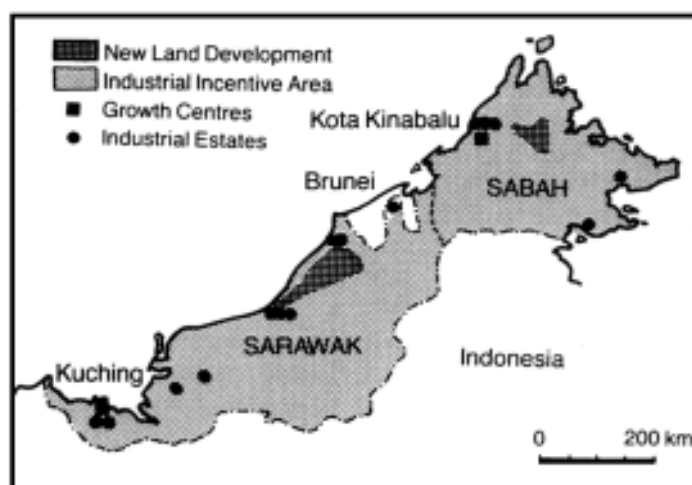 New Land Development
Industrial Incentive Area
Growth Centres
Industrial Estates
Kota Kinabalu
Brunei
SABAH
SARAWAK
Indonesia
Kuching
0 200 km